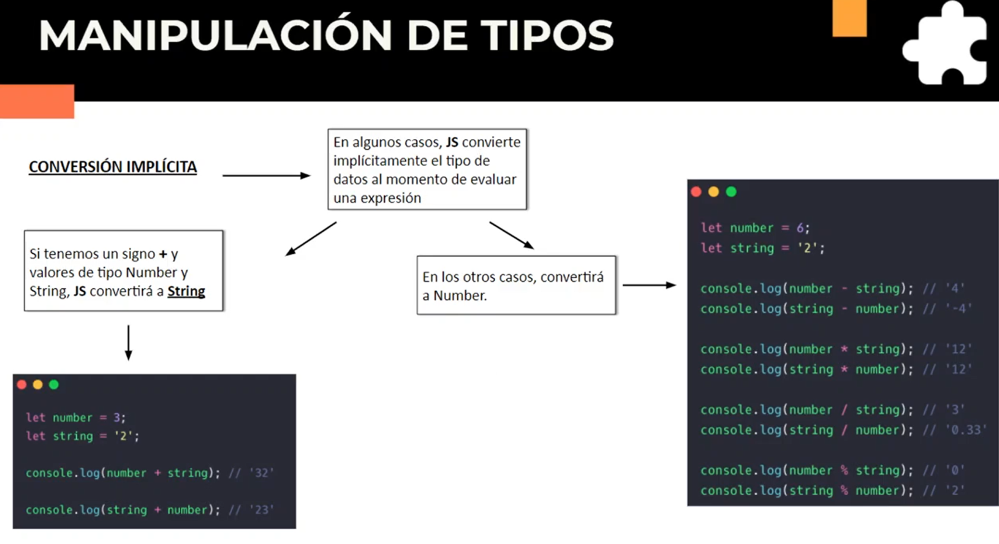 MANIPULACIÓN DE TIPOS
CONVERSIÓN IMPLÍCITA
En algunos casos, JS convierte
implícitamente el tipo de
datos al momento de evaluar
una expresión
Si tenemos un signo + y
valores de tipo Number y
String, JS convertirá a String
let number = 3;
let string = '2';
console.log(number + string); // '32'
console.log(string + number); // '23'
En los otros casos, convertirá
a Number.
let number = 6;
let string = '2';
console.log(number - string); // '4'
console.log(string - number); // '-4'
console.log(number * string); // '12'
console.log(string * number); // '12'
console.log(number / string); // '3'
console.log(string / number); // '0.33'
console.log(number % string); // '0'
console.log(string % number); // '2'